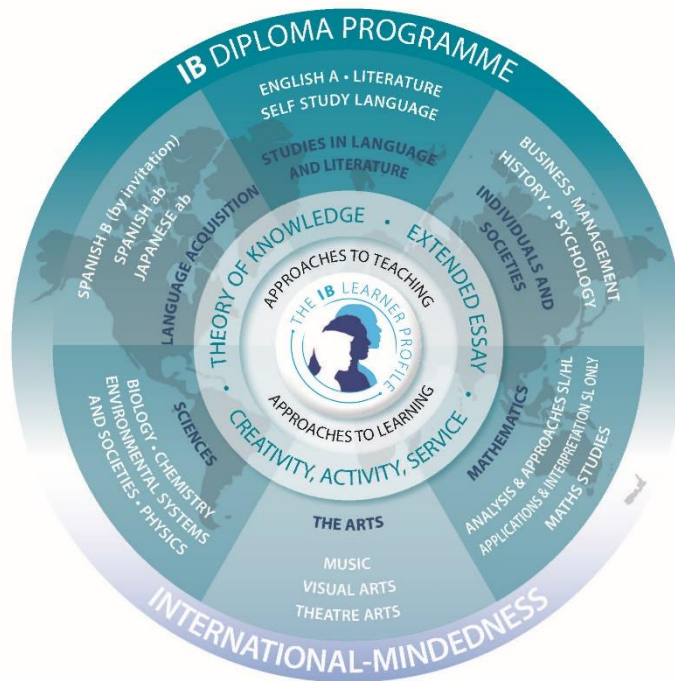 IB DIPLOMA PROGRAMME
ENGLISH A • LITERATURE
SELF STUDY LANGUAGE
STUDIES IN LANGUAGE
AND LITERATURE
BUSINESS MANAGEMENT
HISTORY • PSYCHOLOGY
INDIVIDUALS AND
SOCIETIES
ANALYSIS & APPROACHES SL/HL
APPLICATIONS & INTERPRETATION SL ONLY
MATHS STUDIES
MATHEMATICS
THE ARTS
MUSIC
VISUAL ARTS
THEATRE ARTS
SCIENCES
BIOLOGY • CHEMISTRY
ENVIRONMENTAL SYSTEMS
AND SOCIETIES • PHYSICS
SPANISH B (by invitation)
SPANISH ab
JAPANESE ab
LANGUAGE ACQUISITION
THEORY OF KNOWLEDGE • EXTENDED ESSAY •
CREATIVITY, ACTIVITY, SERVICE •
APPROACHES TO TEACHING
THE IB LEARNER PROFILE
APPROACHES TO LEARNING
INTERNATIONAL-MINDEDNESS